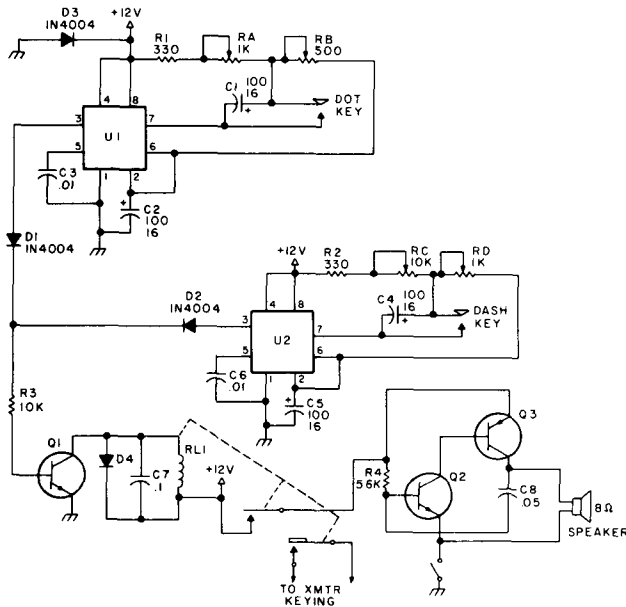 D3
1N4004
+12V
R1
330
RA
1K
RB
500
C1
100
16
DOT
KEY
4
8
3
7
U1
5
6
1
2
C3
.01
C2
100
16
D1
1N4004
+12V
R2
330
RC
10K
RD
1K
D2
1N4004
C4
100
16
DASH
KEY
4
8
3
7
U2
5
6
1
2
C6
.01
C5
100
16
R3
10K
Q1
D4
C7
.1
RL1
+12V
Q3
R4
56K
Q2
C8
.05
8Ω
SPEAKER
TO XMTR
KEYING